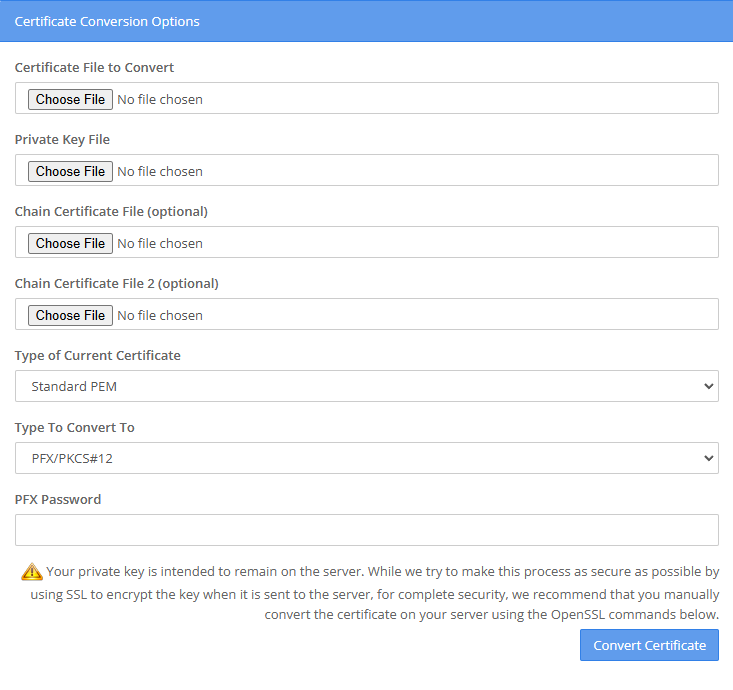 Certificate Conversion Options
Certificate File to Convert
Choose File No file chosen
Private Key File
Choose File No file chosen
Chain Certificate File (optional)
Choose File No file chosen
Chain Certificate File 2 (optional)
Choose File No file chosen
Type of Current Certificate
Standard PEM
Type To Convert To
PFX/PKCS#12
PFX Password
Your private key is intended to remain on the server. While we try to make this process as secure as possible by
using SSL to encrypt the key when it is sent to the server, for complete security, we recommend that you manually
convert the certificate on your server using the OpenSSL commands below.
Convert Certificate